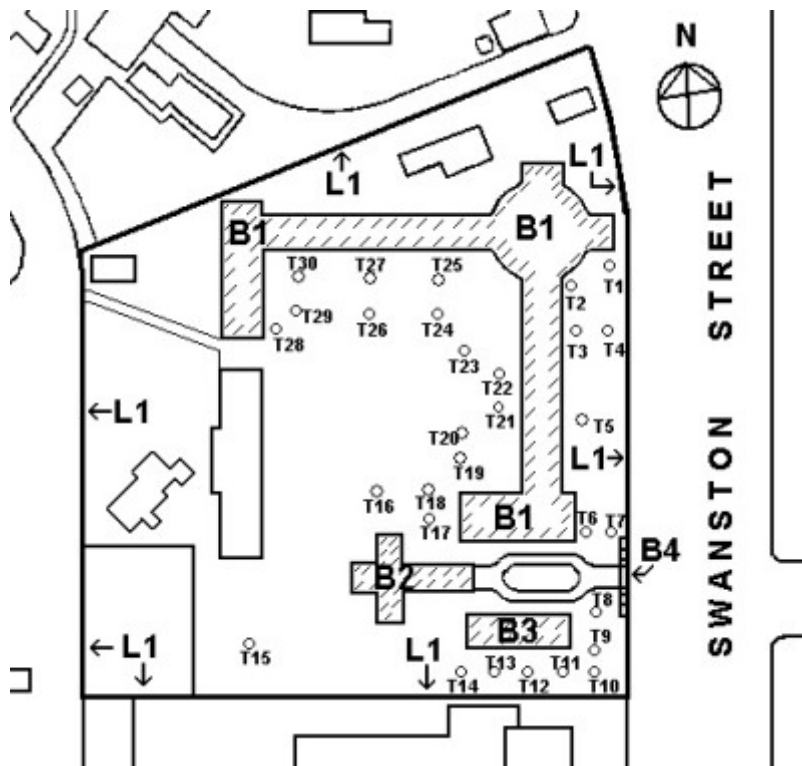 N
L1
L1
B1
B1
SWANSTON STREET
T30
T27
T25
T1
T2
T29
T26
T24
T3
T4
T28
T23
T22
L1
T21
T5
T20
L1
T19
T16
T18
B1
T17
T6
T7
B4
B2
T8
B3
L1
L1
T9
T15
T13
T11
T14
T12
T10